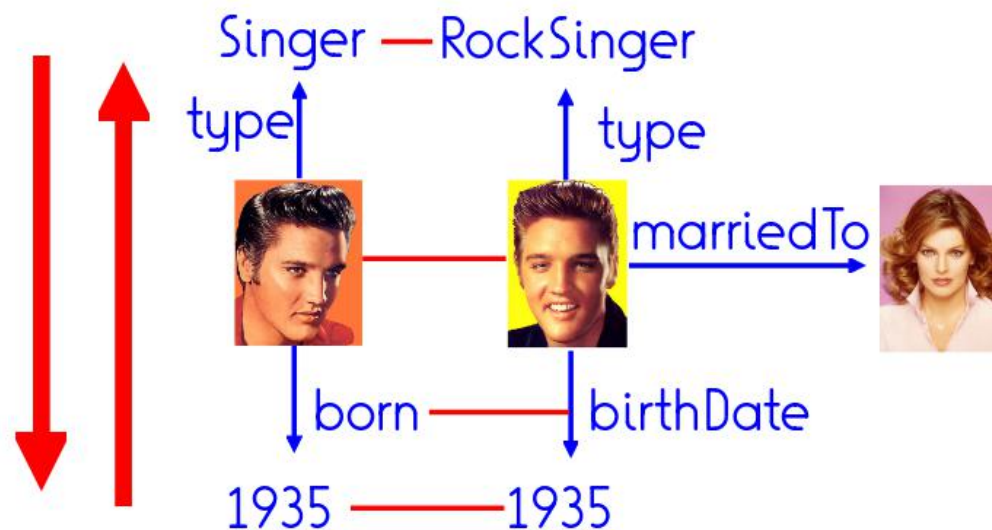 Singer RockSinger
type type
marriedTo
born birthDate
1935 1935